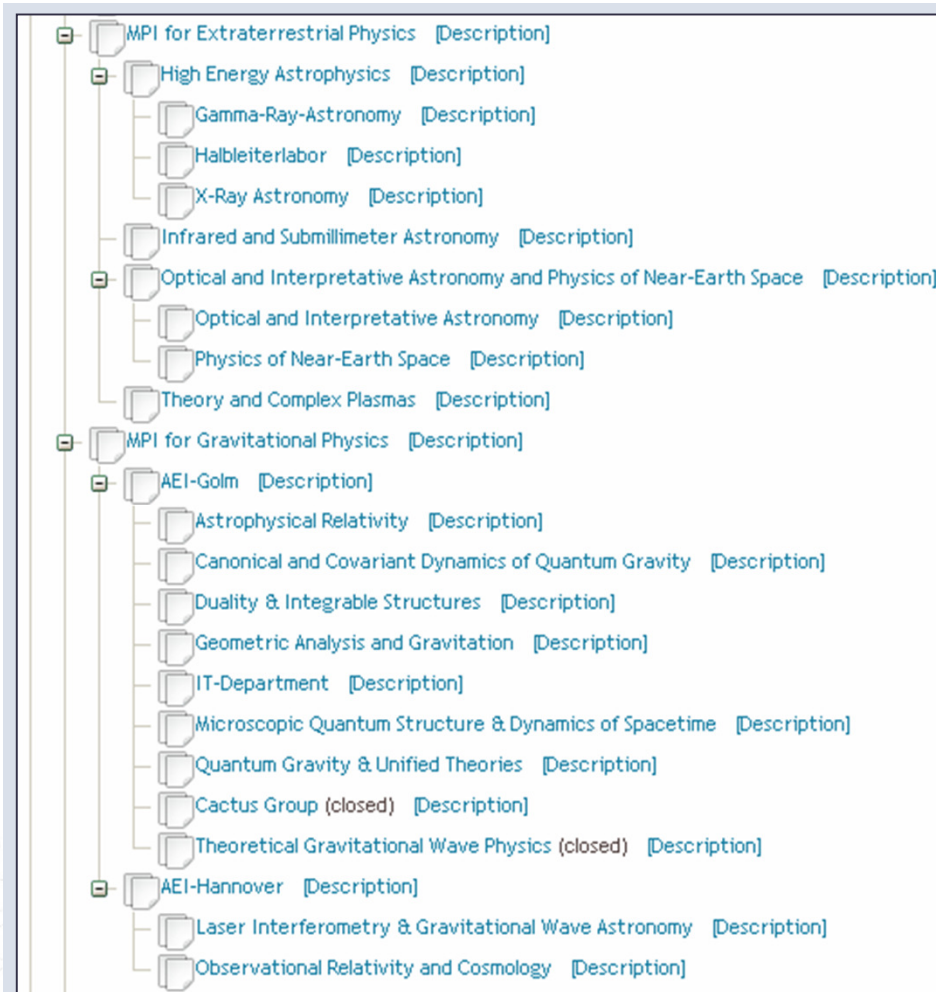 MPI for Extraterrestrial Physics [Description]
High Energy Astrophysics [Description]
Gamma-Ray-Astronomy [Description]
Halbleiterlabor [Description]
X-Ray Astronomy [Description]
Infrared and Submillimeter Astronomy [Description]
Optical and Interpretative Astronomy and Physics of Near-Earth Space [Description]
Optical and Interpretative Astronomy [Description]
Physics of Near-Earth Space [Description]
Theory and Complex Plasmas [Description]
MPI for Gravitational Physics [Description]
AEI-Golm [Description]
Astrophysical Relativity [Description]
Canonical and Covariant Dynamics of Quantum Gravity [Description]
Duality & Integrable Structures [Description]
Geometric Analysis and Gravitation [Description]
IT-Department [Description]
Microscopic Quantum Structure & Dynamics of Spacetime [Description]
Quantum Gravity & Unified Theories [Description]
Cactus Group (closed) [Description]
Theoretical Gravitational Wave Physics (closed) [Description]
AEI-Hannover [Description]
Laser Interferometry & Gravitational Wave Astronomy [Description]
Observational Relativity and Cosmology [Description]